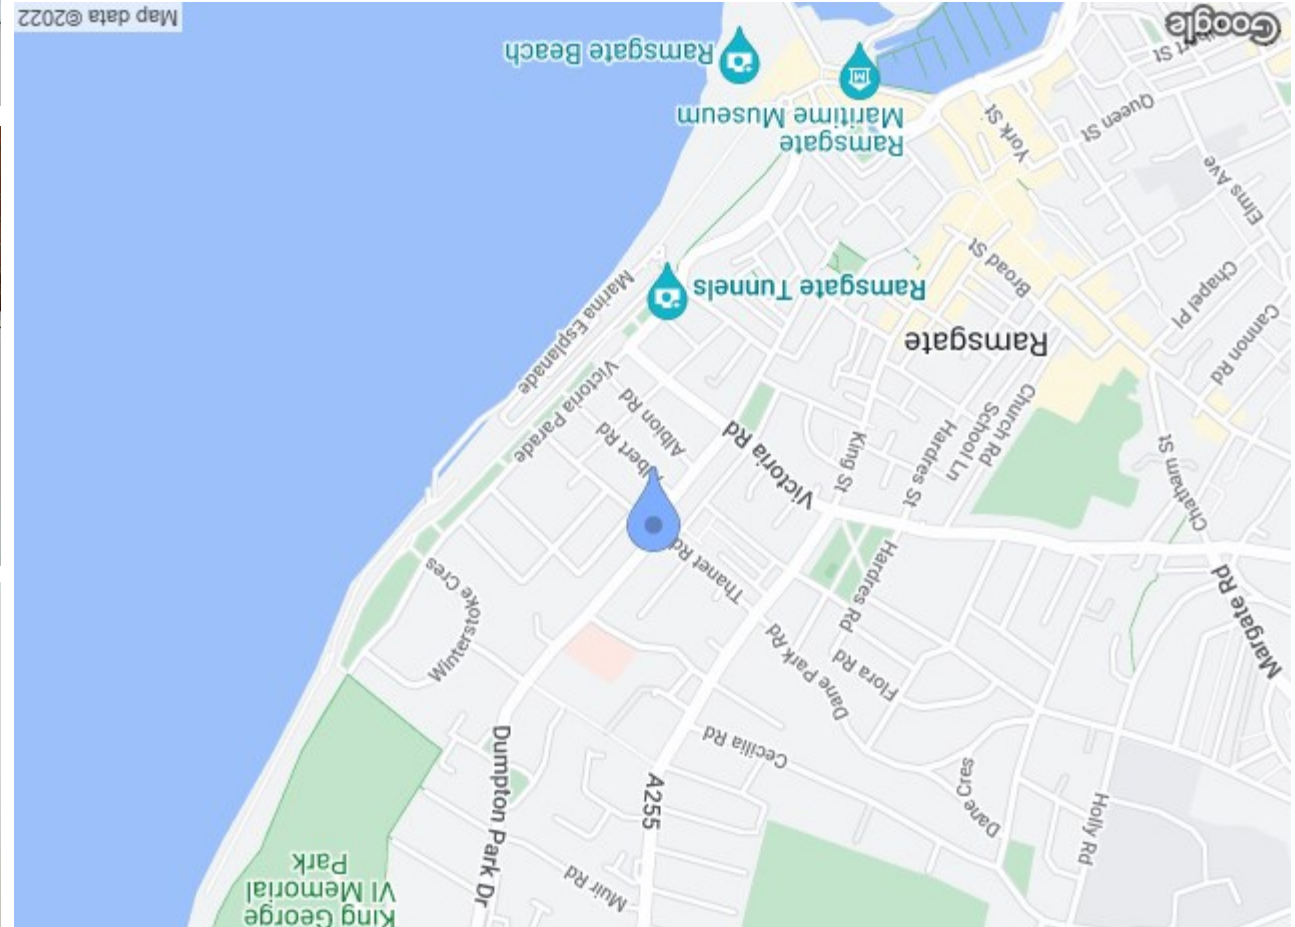 King George
VI Memorial
Park
Muir Rd
Dumpton Park Dr
A255
Holly Rd
Dane Cres
Cecilia Rd
Dane Park Rd
Flora Rd
Winterstoke Cres
Margate Rd
Hardres Rd
Thanet Rd
Chatham St
Victoria Rd
King St
Hardres St
School Ln
Church Rd
Albert Rd
Albion Rd
Victoria Parade
Marina Esplanade
Ramsgate
Cannon Rd
Chapel Pl
Broad St
Ramsgate Tunnels
Elms Ave
York St
Queen St
Ramsgate
Maritime Museum
Ramsgate Beach
Google
Map data ©2022